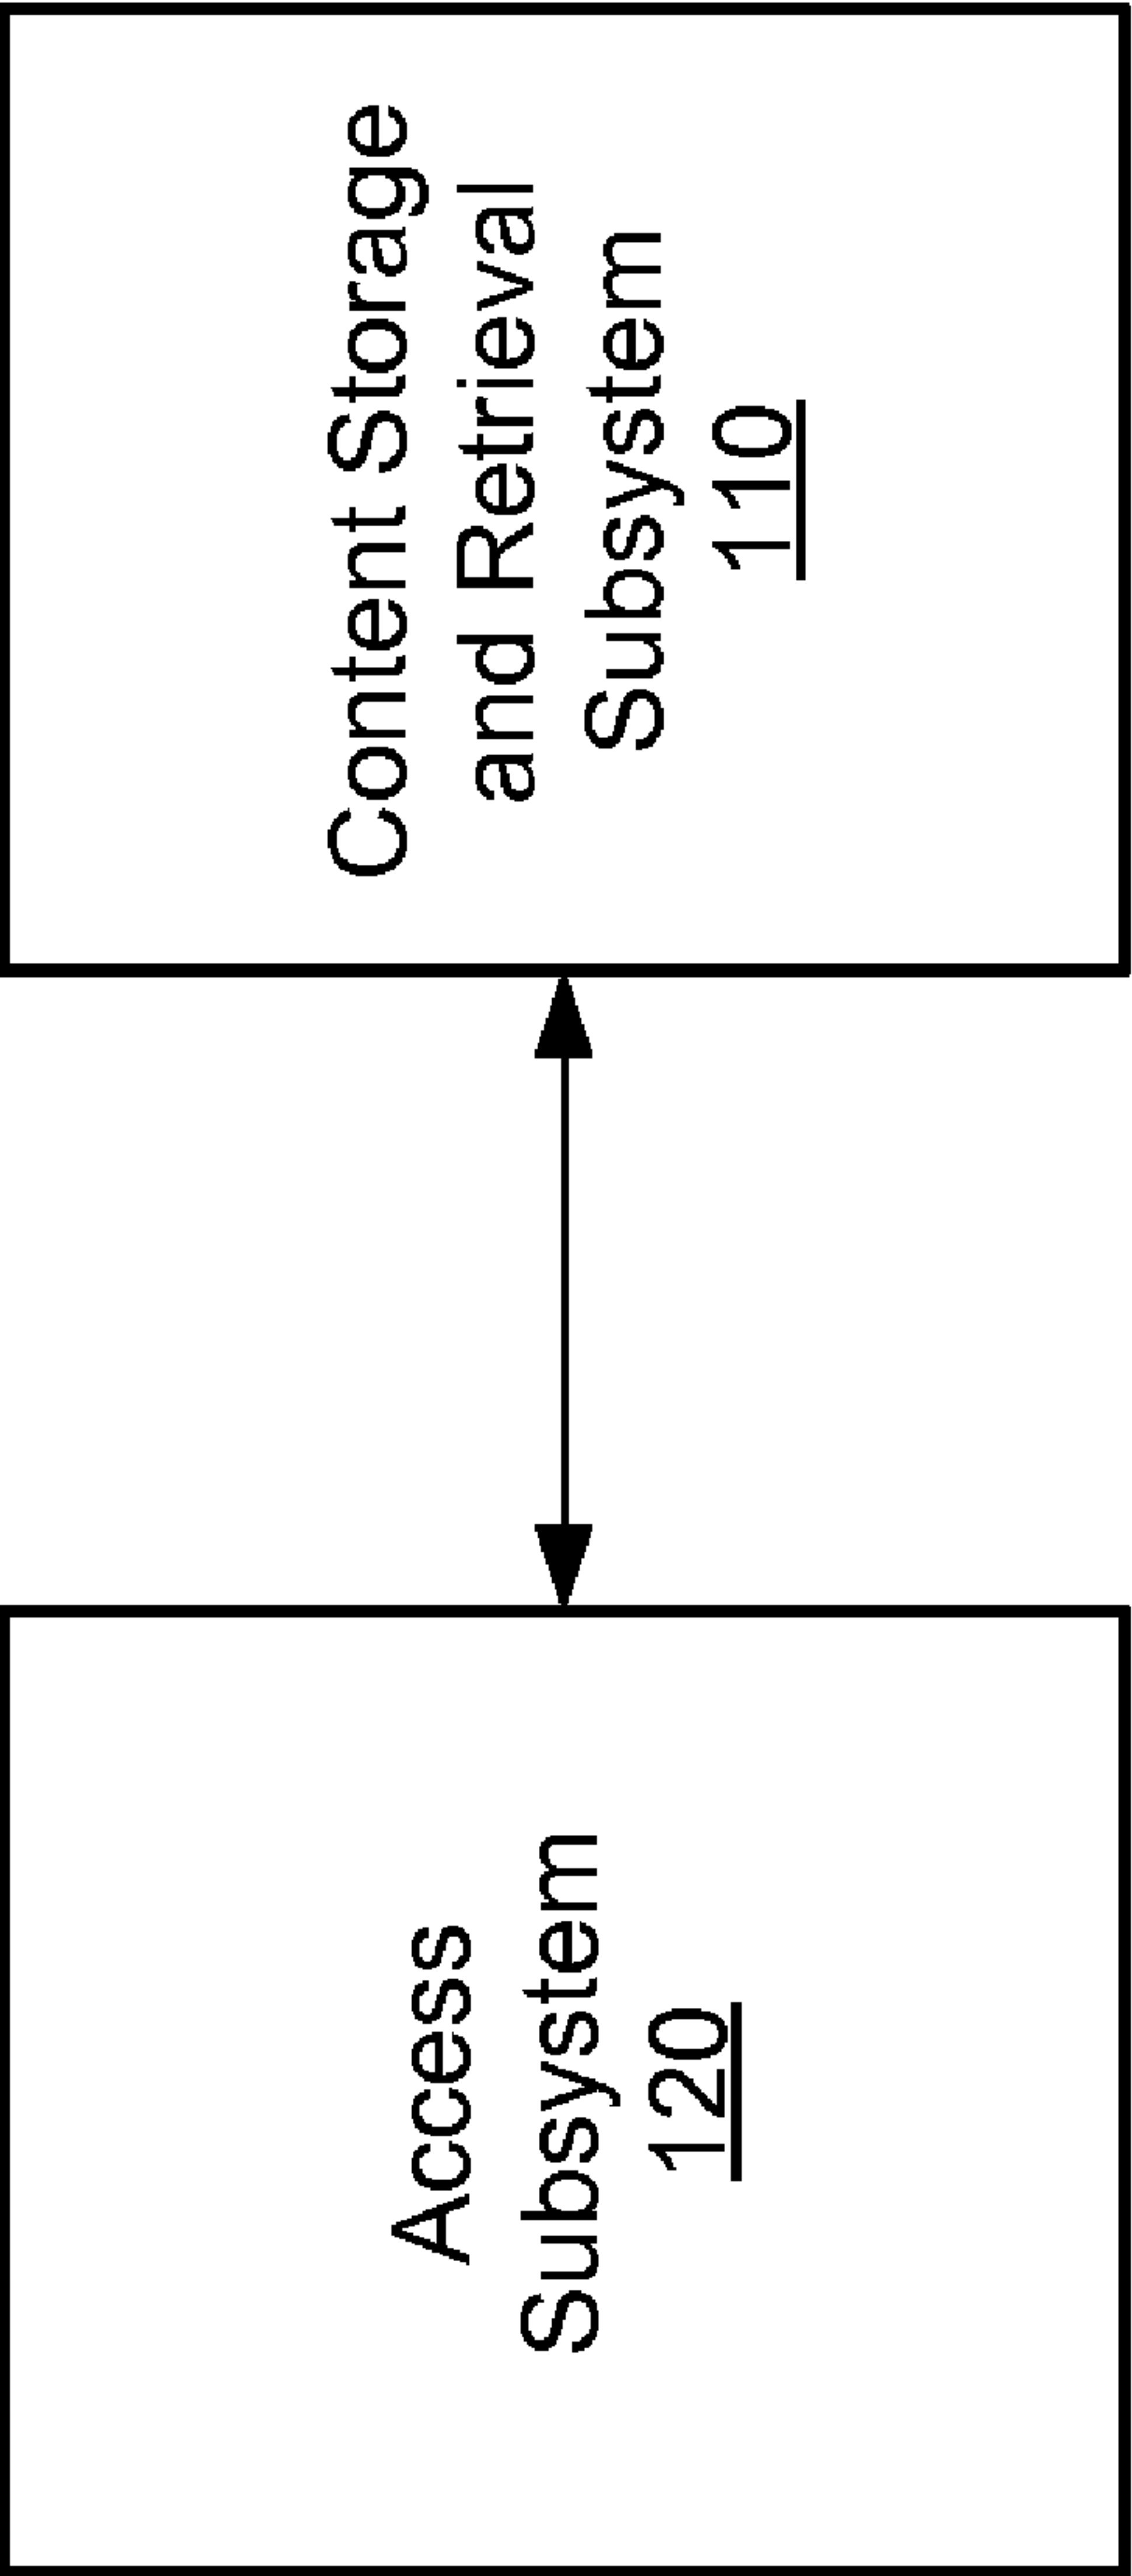 Access
Subsystem
120
Content Storage
and Retrieval
Subsystem
110